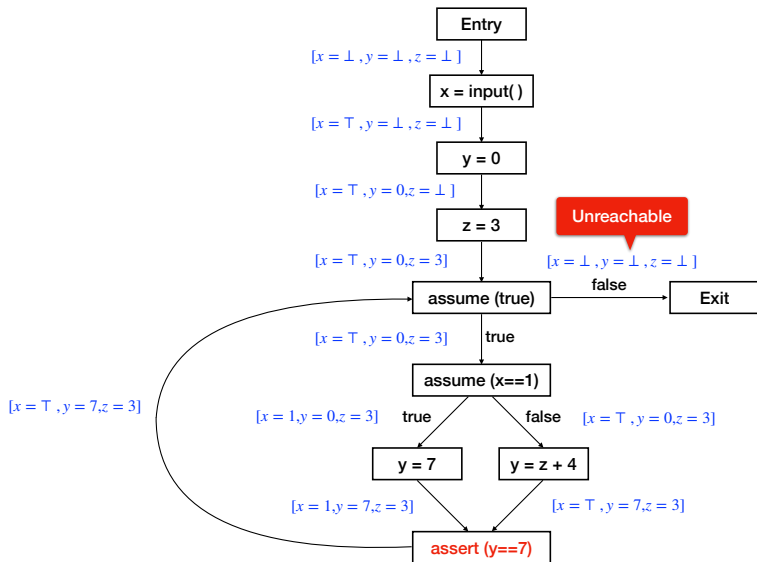 Entry
[x = ⊥ , y = ⊥ , z = ⊥ ]
x = input( )
[x = ⊤ , y = ⊥ , z = ⊥ ]
y = 0
[x = ⊤ , y = 0,z = ⊥ ]
z = 3
Unreachable
[x = ⊤ , y = 0,z = 3]
[x = ⊥ , y = ⊥ , z = ⊥ ]
assume (true)
false
Exit
[x = ⊤ , y = 0,z = 3]
true
assume (x==1)
[x = ⊤ , y = 7,z = 3]
[x = 1,y = 0,z = 3]
true
false
[x = ⊤ , y = 0,z = 3]
y = 7
y = z + 4
[x = 1,y = 7,z = 3]
[x = ⊤ , y = 7,z = 3]
assert (y==7)